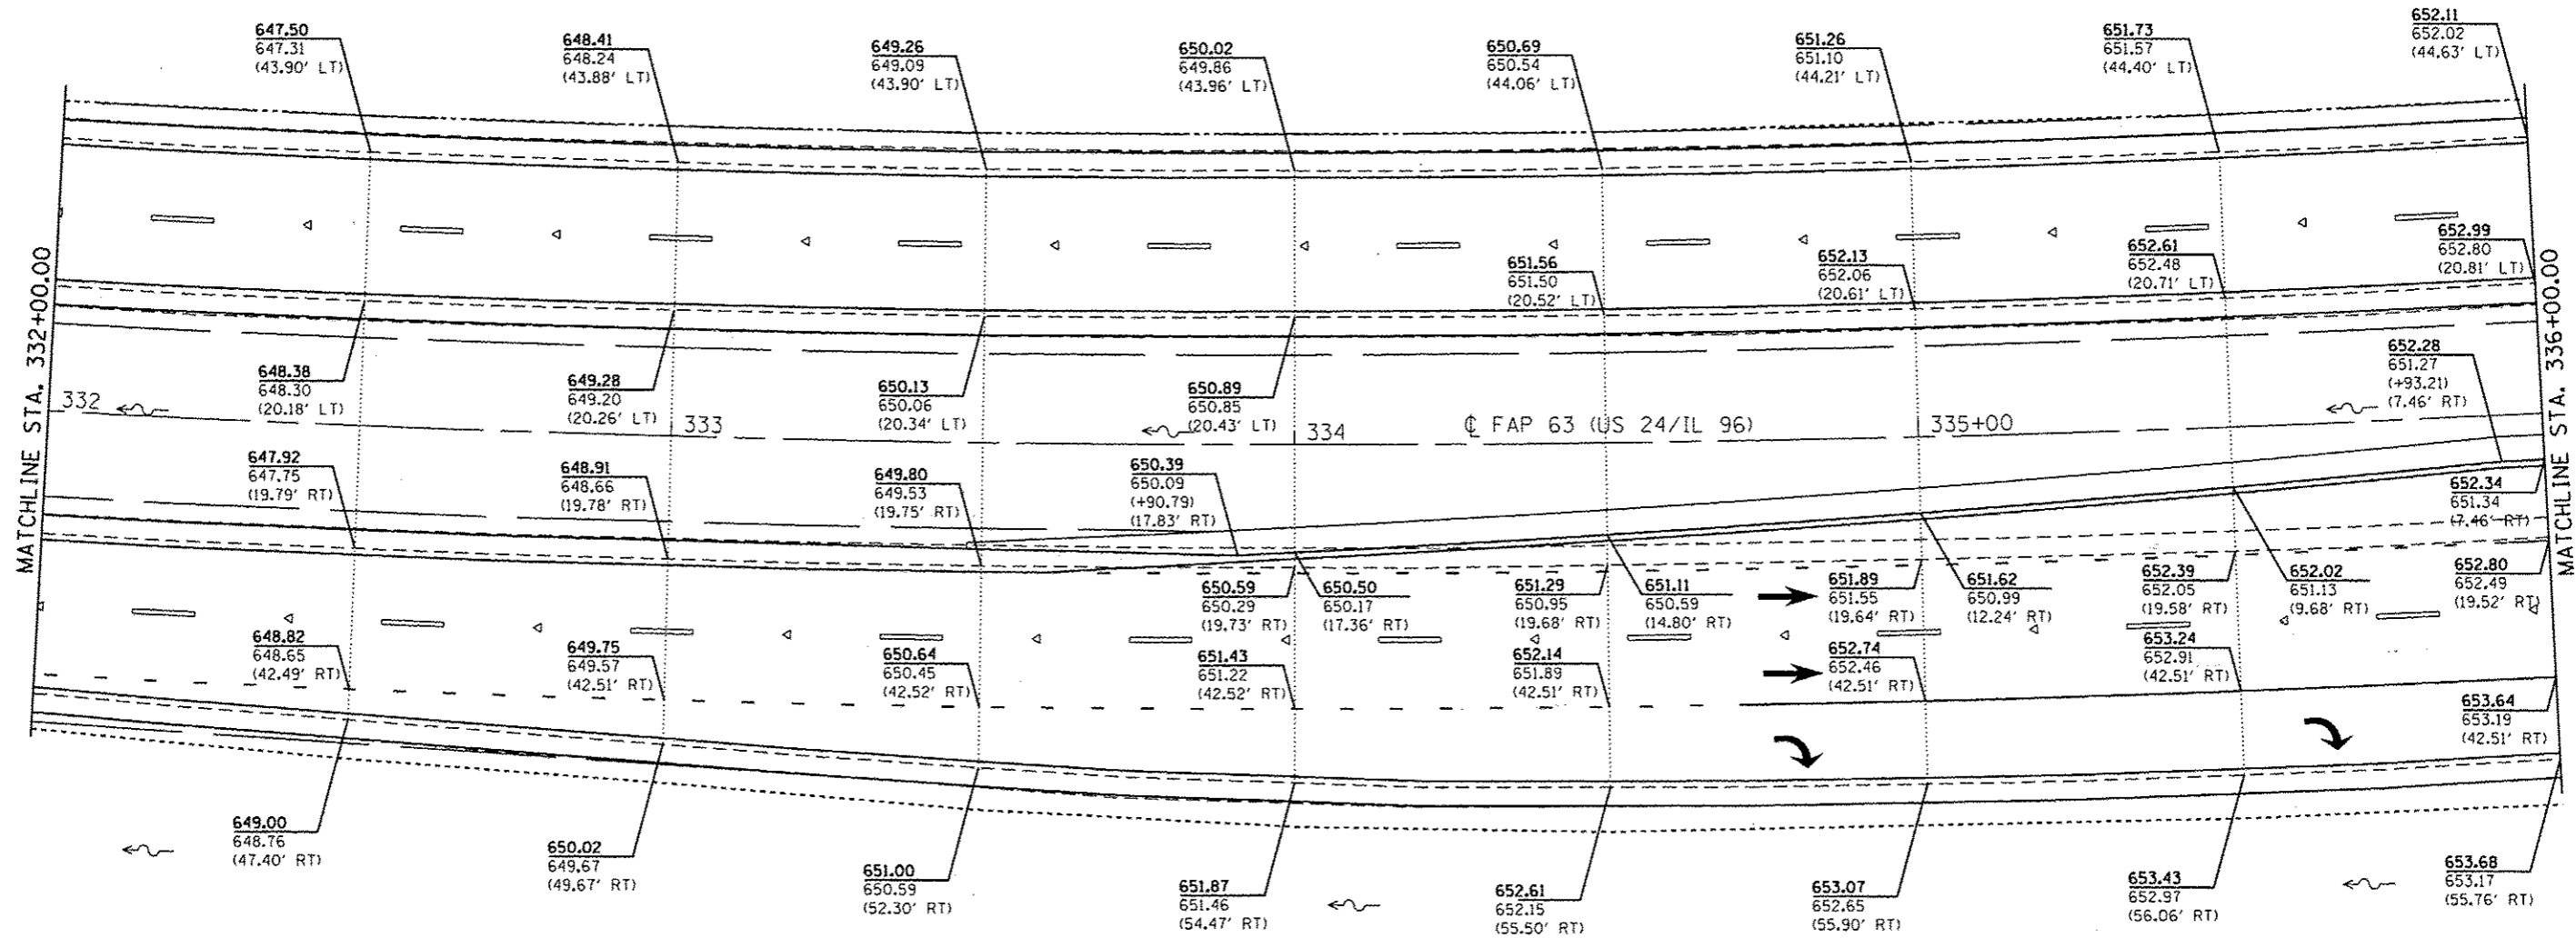 647.50
647.31
(43.90' LT)
648.41
648.24
(43.88' LT)
649.26
649.09
(43.90' LT)
650.02
649.86
(43.96' LT)
650.69
650.54
(44.06' LT)
651.26
651.10
(44.21' LT)
651.73
651.57
(44.40' LT)
652.11
652.02
(44.63' LT)
MATCHLINE STA. 332+00.00
651.56
651.50
(20.52' LT)
652.13
652.06
(20.61' LT)
652.61
652.48
(20.71' LT)
652.99
652.80
(20.81' LT)
648.38
648.30
(20.18' LT)
649.28
649.20
(20.26' LT)
650.13
650.06
(20.34' LT)
650.89
650.85
(20.43' LT)
652.28
651.27
(+93.21)
(7.46' RT)
MATCHLINE STA. 336+00.00
332
333
334
℄ FAP 63 (US 24/IL 96)
335+00
647.92
647.75
(19.79' RT)
648.91
648.66
(19.78' RT)
649.80
649.53
(19.75' RT)
650.39
650.09
(+90.79)
(17.83' RT)
652.34
651.34
(7.46' RT)
650.59
650.29
(19.73' RT)
650.50
650.17
(17.36' RT)
651.29
650.95
(19.68' RT)
651.11
650.59
(14.80' RT)
651.89
651.55
(19.64' RT)
651.62
650.99
(12.24' RT)
652.39
652.05
(19.58' RT)
652.02
651.13
(9.68' RT)
652.80
652.49
(19.52' RT)
648.82
648.65
(42.49' RT)
649.75
649.57
(42.51' RT)
650.64
650.45
(42.52' RT)
651.43
651.22
(42.52' RT)
652.14
651.89
(42.51' RT)
652.74
652.46
(42.51' RT)
653.24
652.91
(42.51' RT)
653.64
653.19
(42.51' RT)
649.00
648.76
(47.40' RT)
650.02
649.67
(49.67' RT)
651.00
650.59
(52.30' RT)
651.87
651.46
(54.47' RT)
652.61
652.15
(55.50' RT)
653.07
652.65
(55.90' RT)
653.43
652.97
(56.06' RT)
653.68
653.17
(55.76' RT)